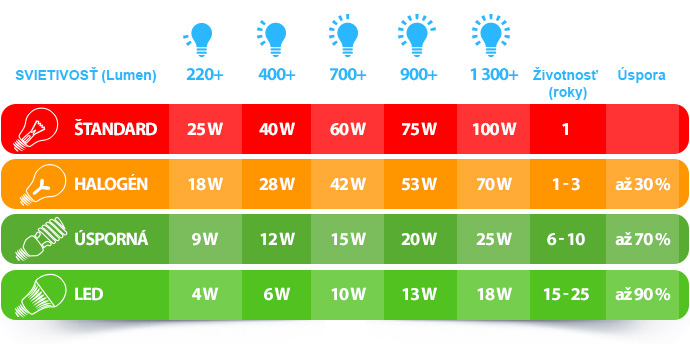 SVIETIVOSŤ (Lumen) 220+ 400+ 700+ 900+ 1 300+ Životnosť (roky) Úspora
ŠTANDARD 25 W 40 W 60 W 75 W 100 W 1
HALOGÉN 18 W 28 W 42 W 53 W 70 W 1 - 3 až 30 %
ÚSPORNÁ 9 W 12 W 15 W 20 W 25 W 6 - 10 až 70 %
LED 4 W 6 W 10 W 13 W 18 W 15 - 25 až 90 %